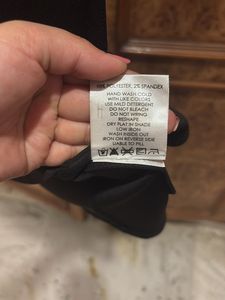 POLYESTER, 2% SPANDEX
HAND WASH COLD
WITH LIKE COLORS
USE MILD DETERGENT
DO NOT BLEACH
DO NOT WRING
RESHAPE
DRY FLAT IN SHADE
LOW IRON
WASH INSIDE OUT
IRON ON REVERSE SIDE
LIABLE TO PILL